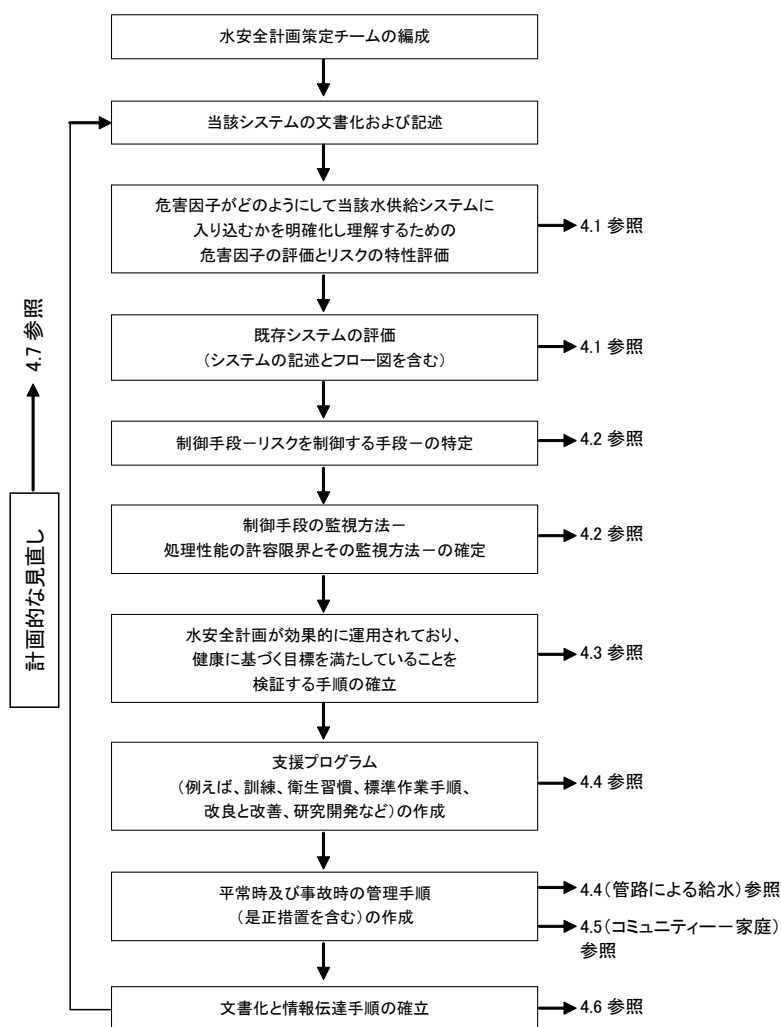 水安全計画策定チームの編成
当該システムの文書化および記述
危害因子がどのようにして当該水供給システムに
入り込むかを明確化し理解するための
危害因子の評価とリスクの特性評価
4.1 参照
既存システムの評価
（システムの記述とフロー図を含む）
4.1 参照
制御手段－リスクを制御する手段－の特定
4.2 参照
制御手段の監視方法－
処理性能の許容限界とその監視方法－の確定
4.2 参照
水安全計画が効果的に運用されており、
健康に基づく目標を満たしていることを
検証する手順の確立
4.3 参照
支援プログラム
（例えば、訓練、衛生習慣、標準作業手順、
改良と改善、研究開発など）の作成
4.4 参照
平常時及び事故時の管理手順
（是正措置を含む）の作成
4.4（管路による給水）参照
4.5（コミュニティー－家庭）
参照
文書化と情報伝達手順の確立
4.6 参照
計画的な見直し
4.7 参照